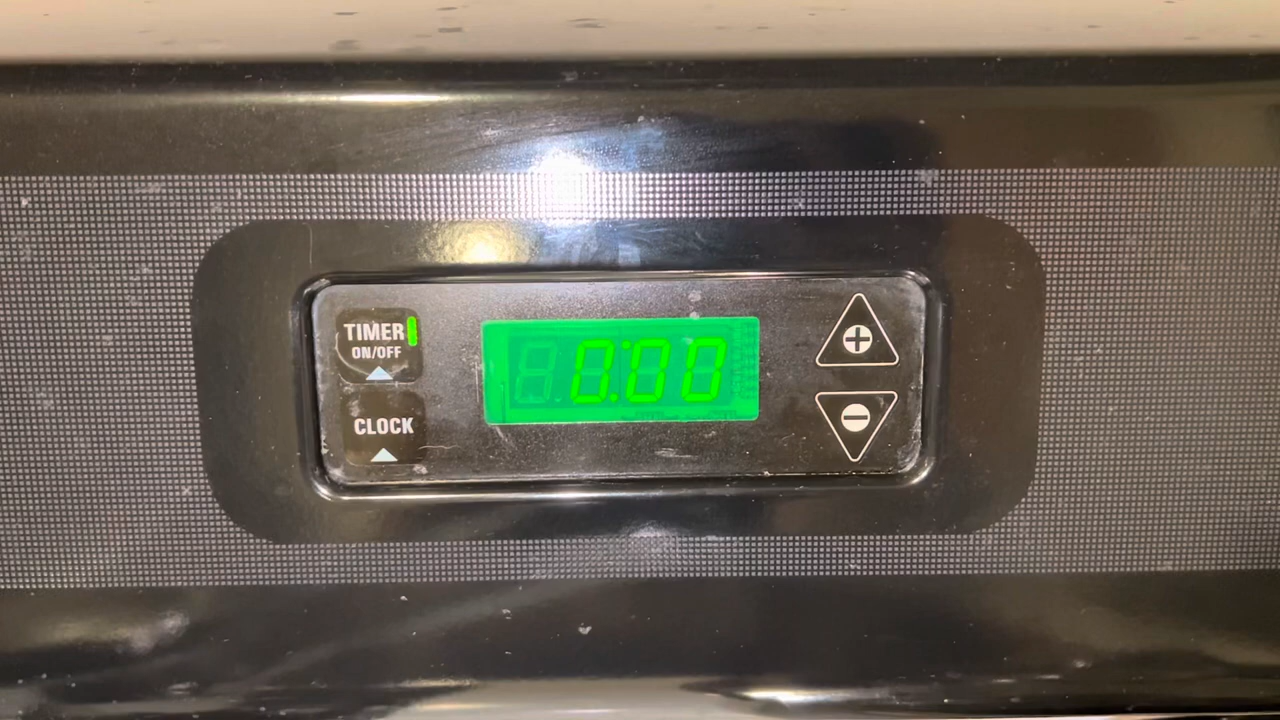 TIMER
ON/OFF
CLOCK
0:00
+
−